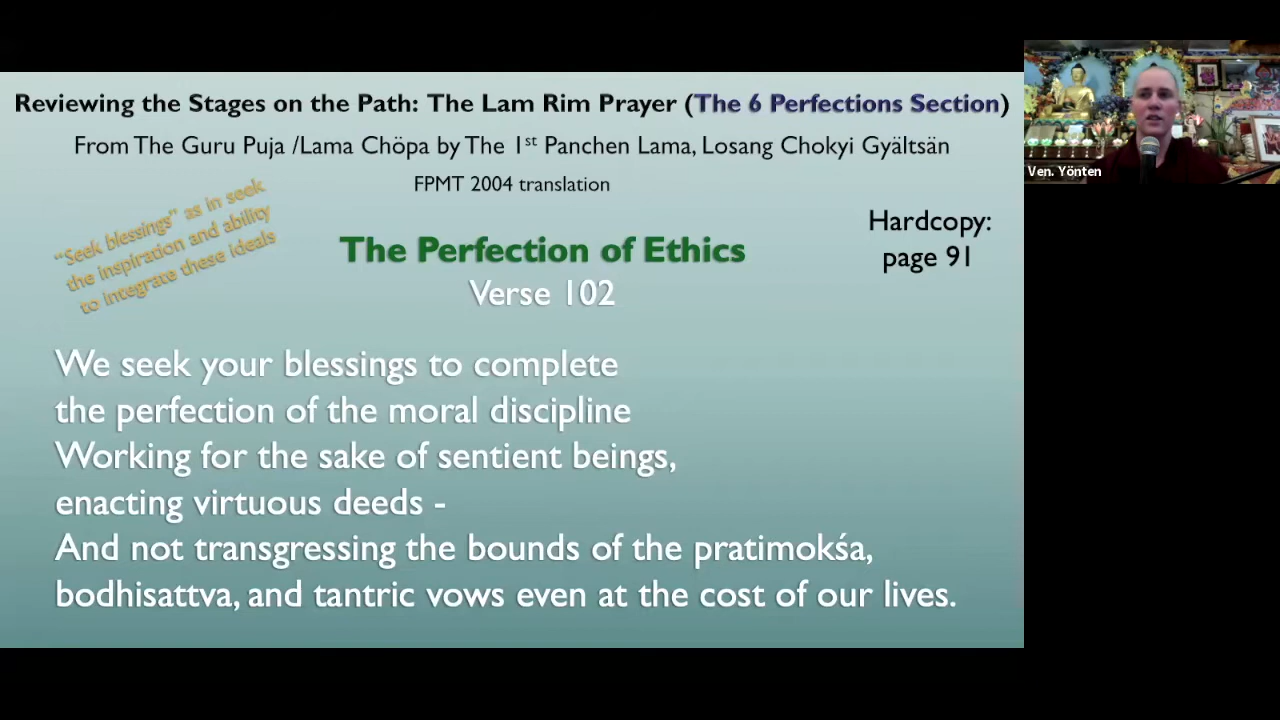 Reviewing the Stages on the Path: The Lam Rim Prayer (The 6 Perfections Section)
From The Guru Puja /Lama Chöpa by The 1st Panchen Lama, Losang Chokyi Gyältsän
FPMT 2004 translation
Ven. Yönten
"Seek blessings" as in seek
the inspiration and ability
to integrate these ideals
Hardcopy:
page 91
The Perfection of Ethics
Verse 102
We seek your blessings to complete
the perfection of the moral discipline
Working for the sake of sentient beings,
enacting virtuous deeds -
And not transgressing the bounds of the pratimokśa,
bodhisattva, and tantric vows even at the cost of our lives.